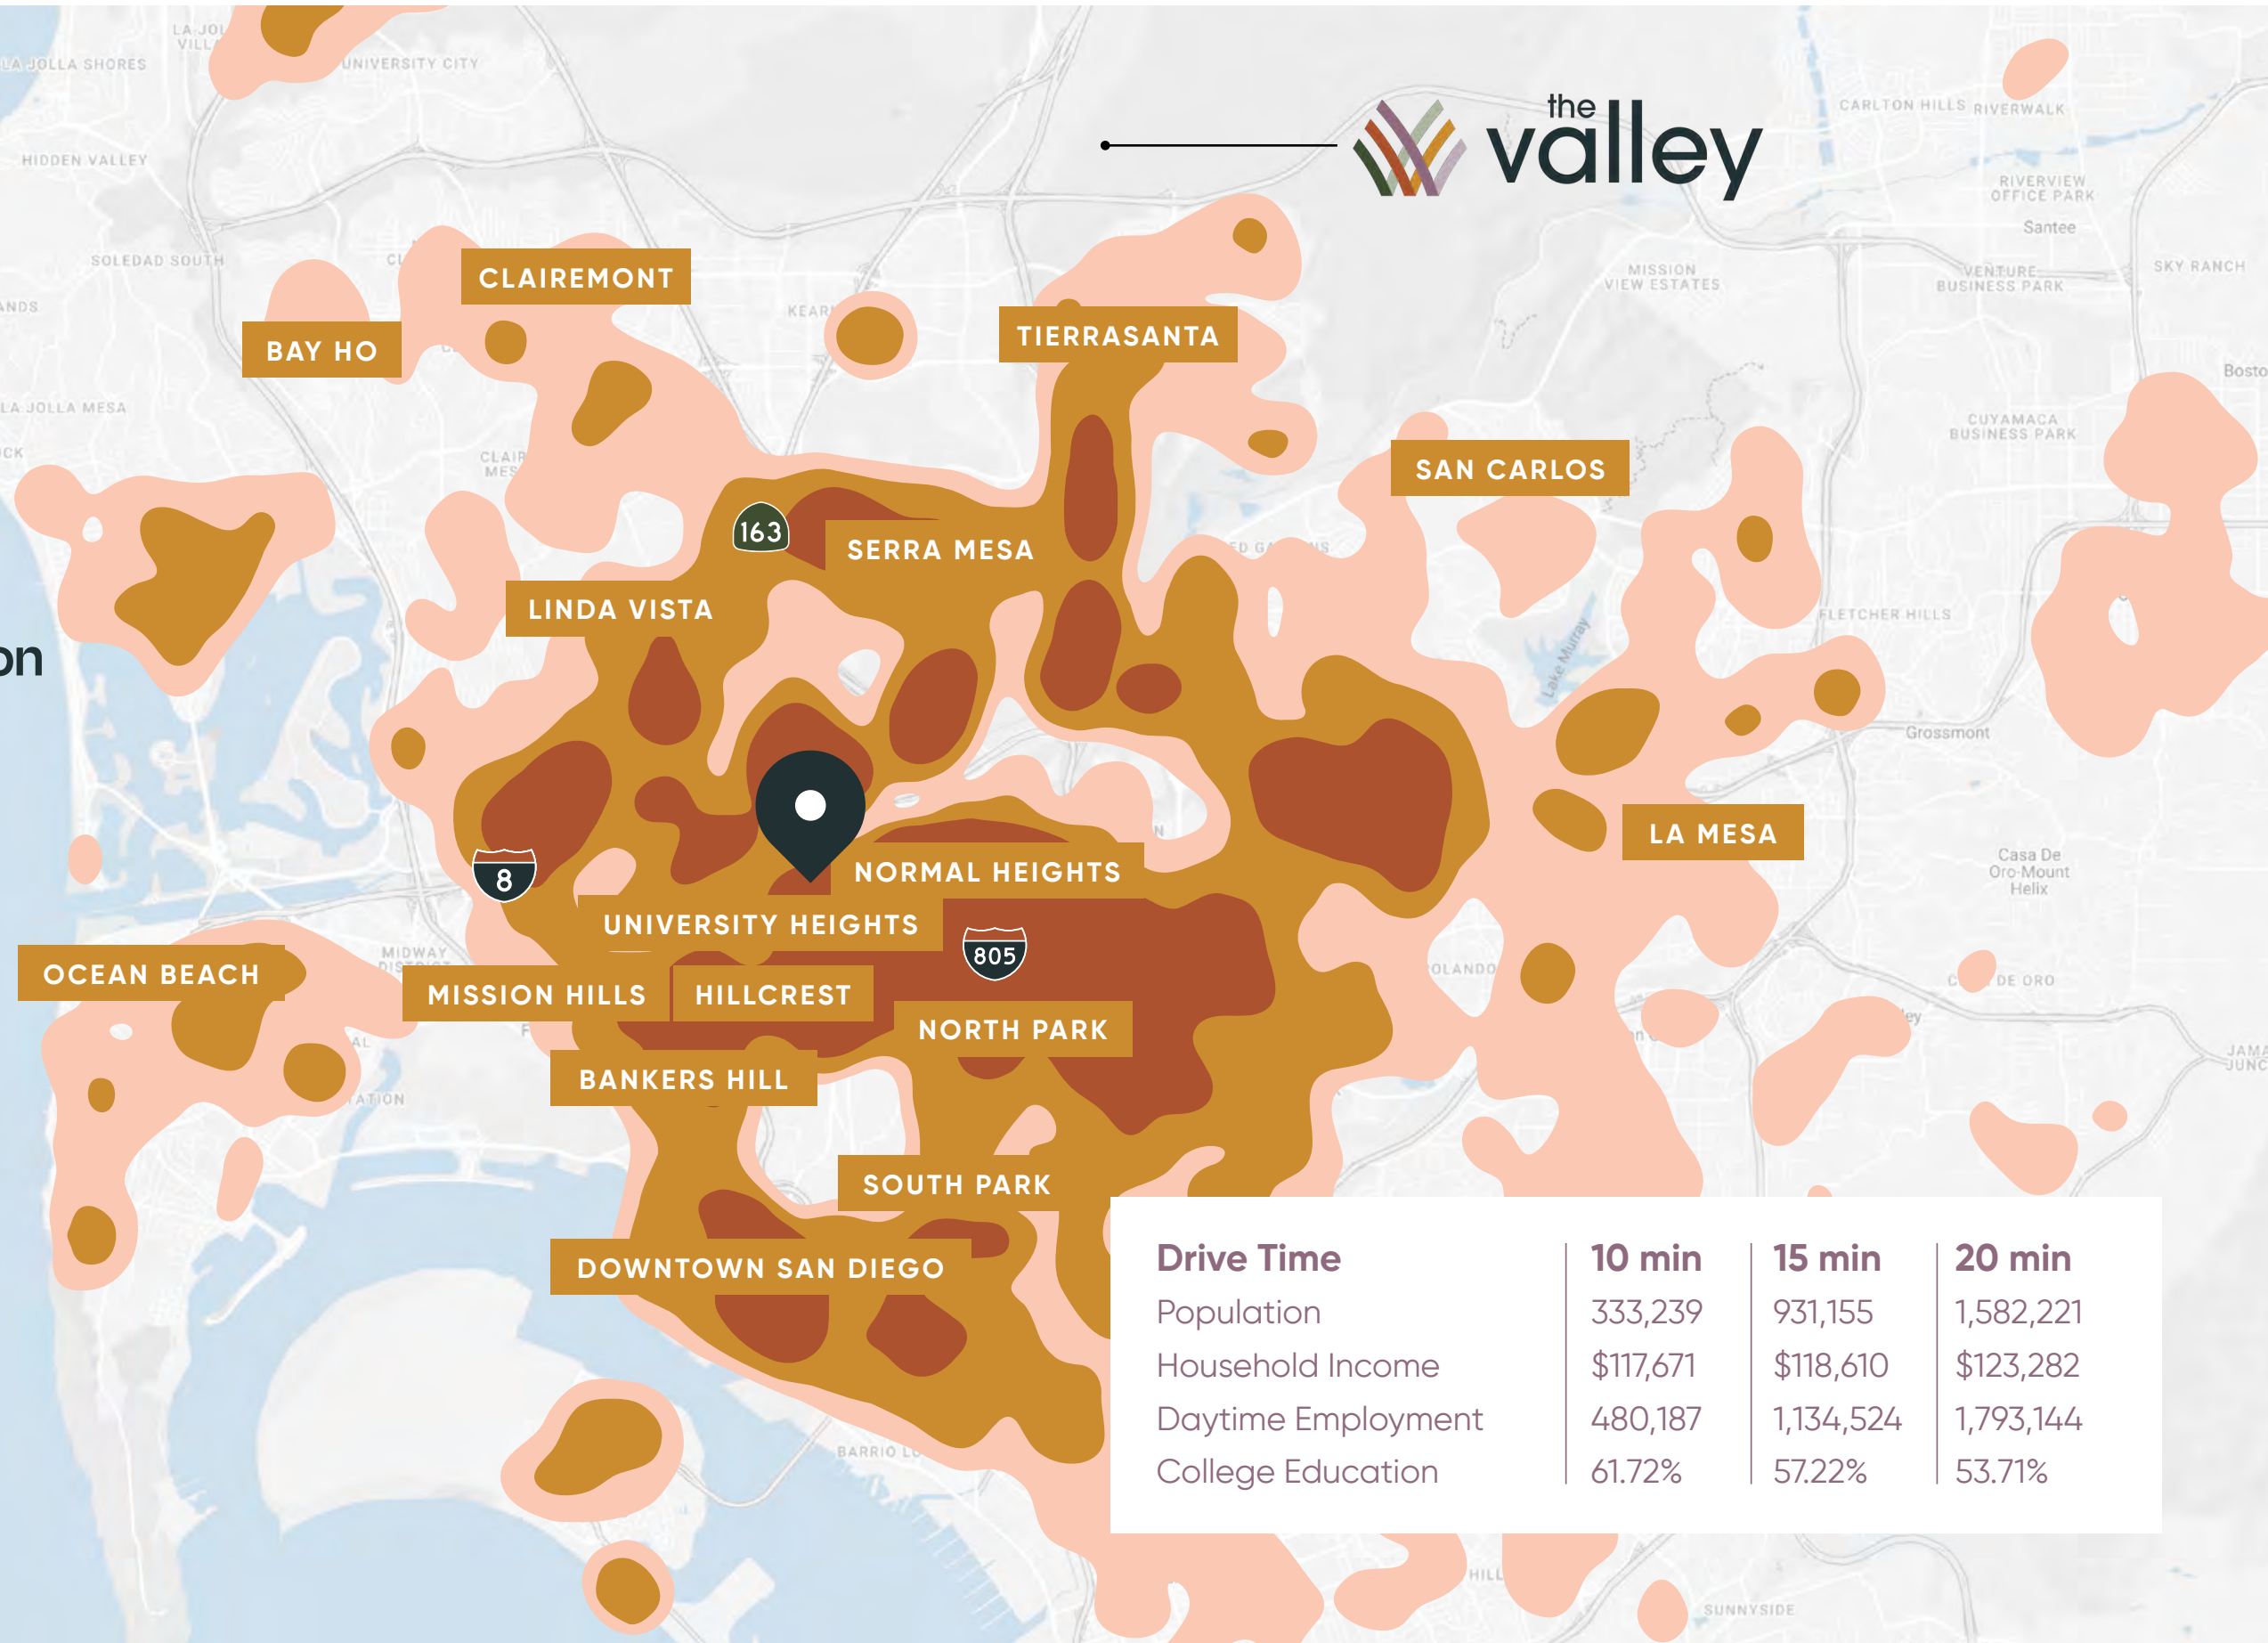 LA JOLLA SHORES
UNIVERSITY CITY
HIDDEN VALLEY
the
valley
CARLTON HILLS
RIVERWALK
RIVERVIEW
OFFICE PARK
Santee
SOLEDAD SOUTH
CLAIREMONT
MISSION
VIEW ESTATES
VENTURE
BUSINESS PARK
SKY RANCH
BAY HO
TIERRASANTA
LA JOLLA MESA
CUYAMACA
BUSINESS PARK
SAN CARLOS
163
SERRA MESA
LINDA VISTA
FLETCHER HILLS
Lake Murray
Grossmont
LA MESA
8
NORMAL HEIGHTS
Casa De
Oro-Mount
Helix
UNIVERSITY HEIGHTS
805
OCEAN BEACH
MIDWAY
MISSION HILLS
HILLCREST
NORTH PARK
DE ORO
BANKERS HILL
SOUTH PARK
DOWNTOWN SAN DIEGO
Drive Time 10 min 15 min 20 min
Population 333,239 931,155 1,582,221
Household Income $117,671 $118,610 $123,282
Daytime Employment 480,187 1,134,524 1,793,144
College Education 61.72% 57.22% 53.71%
BARRIO
SUNNYSIDE